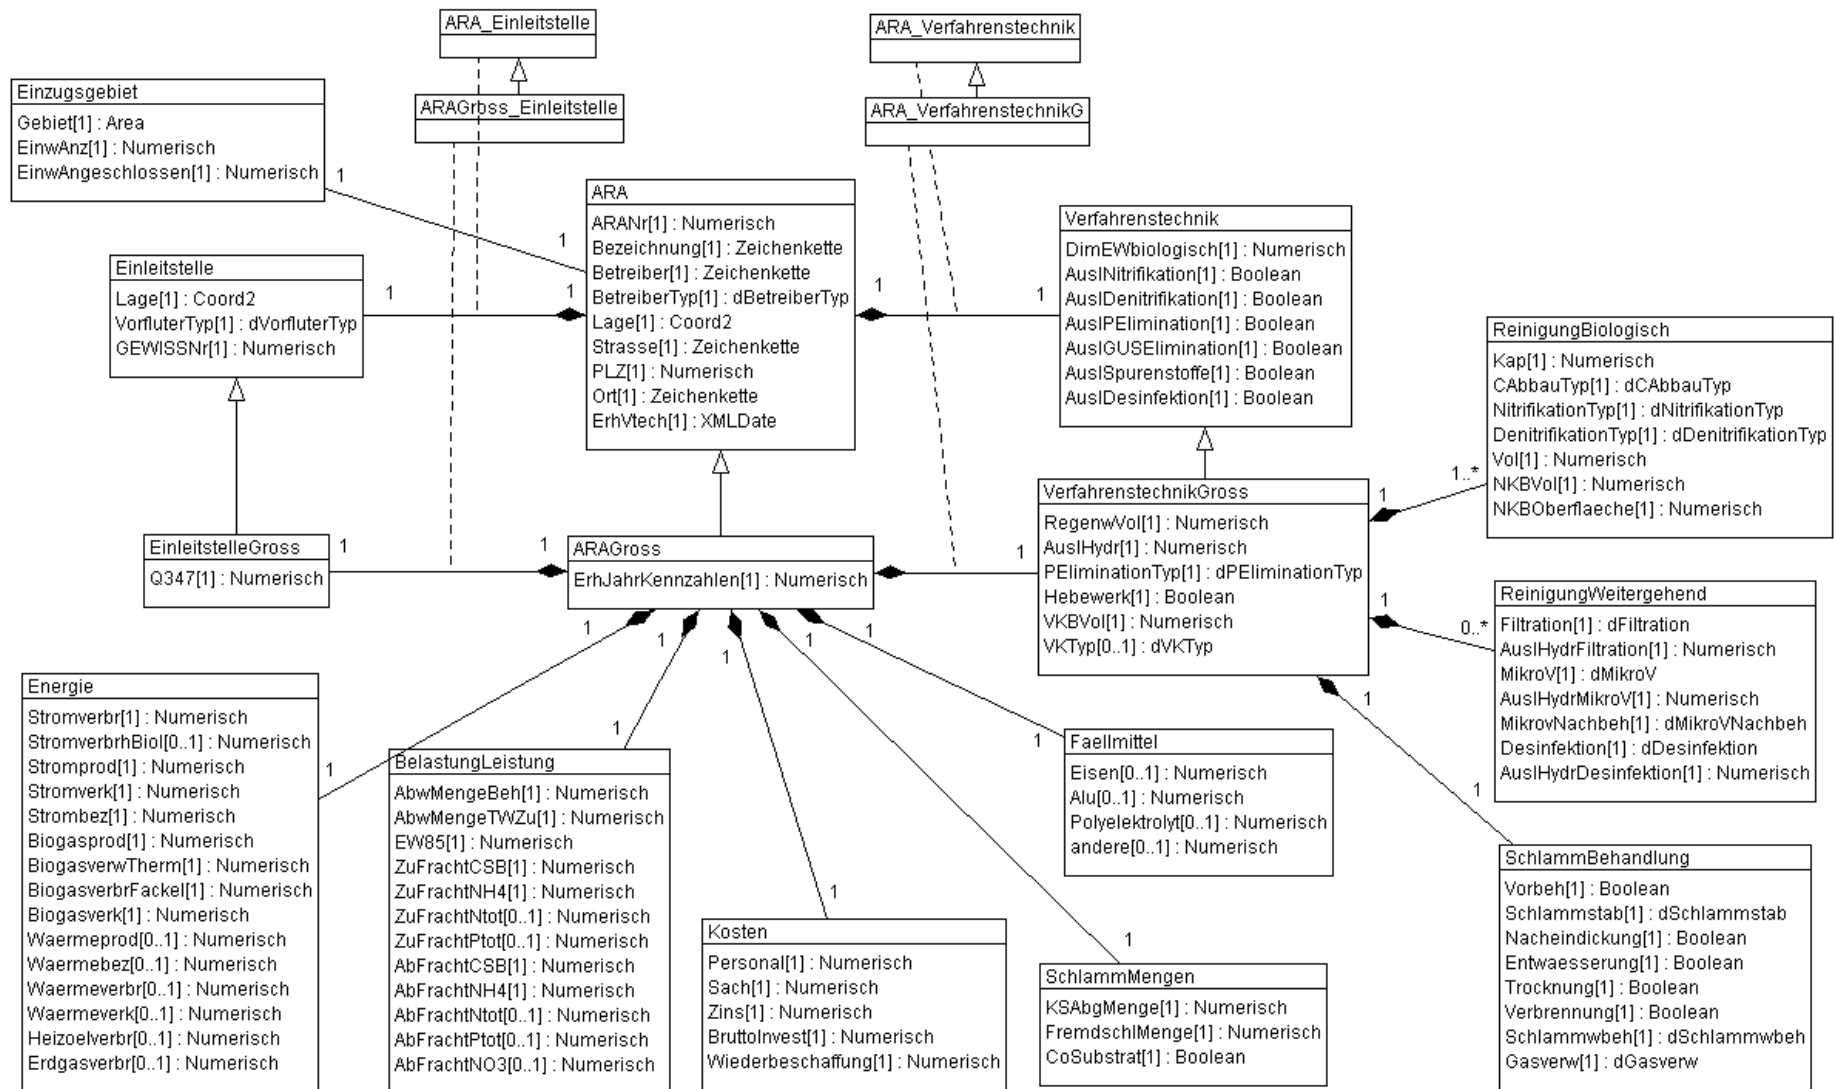 ARA_Einleitstelle
ARAGross_Einleitstelle
ARA_Verfahrenstechnik
ARA_VerfahrenstechnikG
Einzugsgebiet
Gebiet[1] : Area
EinwAnz[1] : Numerisch
EinwAngeschlossen[1] : Numerisch
1
1
ARA
ARANr[1] : Numerisch
Bezeichnung[1] : Zeichenkette
Betreiber[1] : Zeichenkette
BetreiberTyp[1] : dBetreiberTyp
Lage[1] : Coord2
Strasse[1] : Zeichenkette
PLZ[1] : Numerisch
Ort[1] : Zeichenkette
ErhVtech[1] : XMLDate
Einleitstelle
Lage[1] : Coord2
VorfluterTyp[1] : dVorfluterTyp
GEWISSNr[1] : Numerisch
1
1
1
1
Verfahrenstechnik
DimEWbiologisch[1] : Numerisch
AuslNitrifikation[1] : Boolean
AuslDenitrifikation[1] : Boolean
AuslPElimination[1] : Boolean
AuslGUSElimination[1] : Boolean
AuslSpurenstoffe[1] : Boolean
AuslDesinfektion[1] : Boolean
ReinigungBiologisch
Kap[1] : Numerisch
CAbbauTyp[1] : dCAbbauTyp
NitrifikationTyp[1] : dNitrifikationTyp
DenitrifikationTyp[1] : dDenitrifikationTyp
Vol[1] : Numerisch
NKBVol[1] : Numerisch
NKBOberflaeche[1] : Numerisch
1
1..*
VerfahrenstechnikGross
RegenwVol[1] : Numerisch
AuslHydr[1] : Numerisch
PEliminationTyp[1] : dPEliminationTyp
Hebewerk[1] : Boolean
VKBVol[1] : Numerisch
VKTyp[0..1] : dVKTyp
EinleitstelleGross
Q347[1] : Numerisch
1
1
ARAGross
ErhJahrKennzahlen[1] : Numerisch
1
1
1
0..*
ReinigungWeitergehend
Filtration[1] : dFiltration
AuslHydrFiltration[1] : Numerisch
MikroV[1] : dMikroV
AuslHydrMikroV[1] : Numerisch
MikrovNachbeh[1] : dMikroVNachbeh
Desinfektion[1] : dDesinfektion
AuslHydrDesinfektion[1] : Numerisch
1
1
1
1
1
1
Energie
Stromverbr[1] : Numerisch
StromverbrhBiol[0..1] : Numerisch
Stromprod[1] : Numerisch
Stromverk[1] : Numerisch
Strombez[1] : Numerisch
Biogasprod[1] : Numerisch
BiogasverwTherm[1] : Numerisch
BiogasverbrFackel[1] : Numerisch
Biogasverk[1] : Numerisch
Waermeprod[0..1] : Numerisch
Waermebez[0..1] : Numerisch
Waermeverbr[0..1] : Numerisch
Waermeverk[0..1] : Numerisch
Heizoelverbr[0..1] : Numerisch
Erdgasverbr[0..1] : Numerisch
1
1
BelastungLeistung
AbwMengeBeh[1] : Numerisch
AbwMengeTWZu[1] : Numerisch
EW85[1] : Numerisch
ZuFrachtCSB[1] : Numerisch
ZuFrachtNH4[1] : Numerisch
ZuFrachtNtot[0..1] : Numerisch
ZuFrachtPtot[0..1] : Numerisch
AbFrachtCSB[1] : Numerisch
AbFrachtNH4[1] : Numerisch
AbFrachtNtot[0..1] : Numerisch
AbFrachtPtot[0..1] : Numerisch
AbFrachtNO3[0..1] : Numerisch
1
Faellmittel
Eisen[0..1] : Numerisch
Alu[0..1] : Numerisch
Polyelektrolyt[0..1] : Numerisch
andere[0..1] : Numerisch
1
Kosten
Personal[1] : Numerisch
Sach[1] : Numerisch
Zins[1] : Numerisch
BruttoInvest[1] : Numerisch
Wiederbeschaffung[1] : Numerisch
1
SchlammMengen
KSAbgMenge[1] : Numerisch
FremdschlMenge[1] : Numerisch
CoSubstrat[1] : Boolean
1
SchlammBehandlung
Vorbeh[1] : Boolean
Schlammstab[1] : dSchlammstab
Nacheindickung[1] : Boolean
Entwaesserung[1] : Boolean
Trocknung[1] : Boolean
Verbrennung[1] : Boolean
Schlammwbeh[1] : dSchlammwbeh
Gasverw[1] : dGasverw